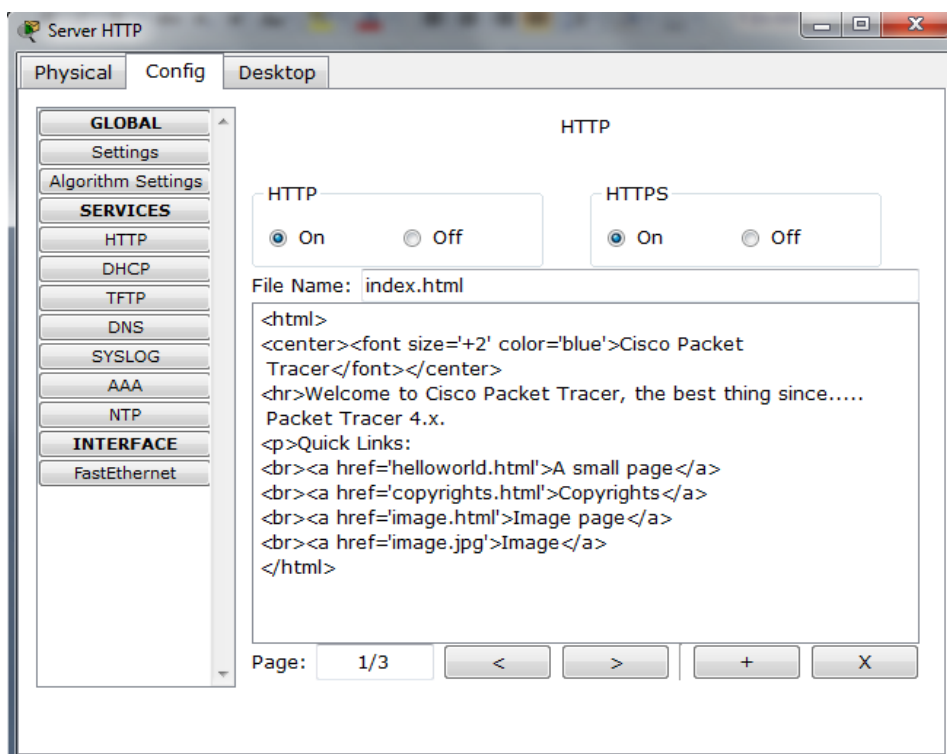 Server HTTP
Physical
Config
Desktop
GLOBAL
Settings
Algorithm Settings
SERVICES
HTTP
DHCP
TFTP
DNS
SYSLOG
AAA
NTP
INTERFACE
FastEthernet
HTTP
HTTP
On
Off
HTTPS
On
Off
File Name: index.html
<html>
<center><font size='+2' color='blue'>Cisco Packet
Tracer</font></center>
<hr>Welcome to Cisco Packet Tracer, the best thing since.....
Packet Tracer 4.x.
<p>Quick Links:
<br><a href='helloworld.html'>A small page</a>
<br><a href='copyrights.html'>Copyrights</a>
<br><a href='image.html'>Image page</a>
<br><a href='image.jpg'>Image</a>
</html>
Page: 1/3 < > + X